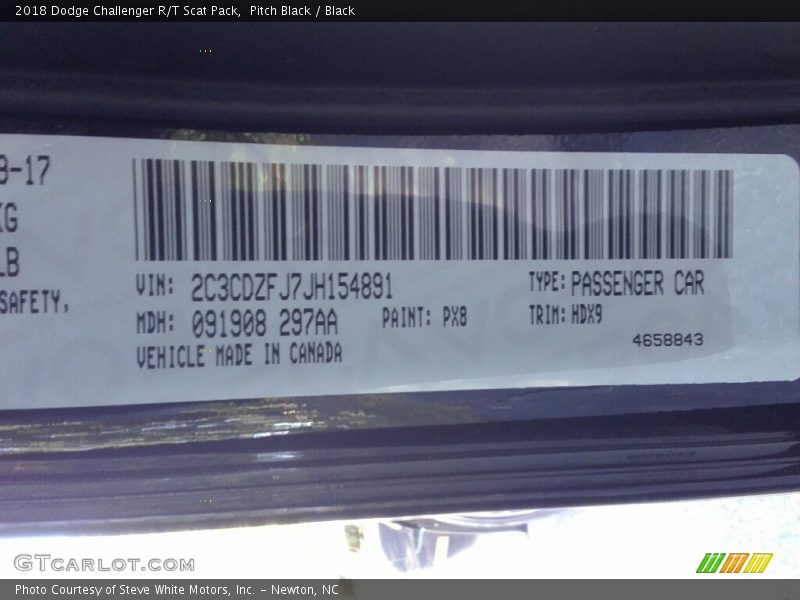 2018 Dodge Challenger R/T Scat Pack,  Pitch Black / Black
9-17
KG
LB
SAFETY,
VIN: 2C3CDZFJ7JH154891 TYPE: PASSENGER CAR
MDH: 091908 297AA PAINT: PX8 TRIM: HDX9
VEHICLE MADE IN CANADA 4658843
GTCARLOT.COM
Photo Courtesy of Steve White Motors, Inc. – Newton, NC